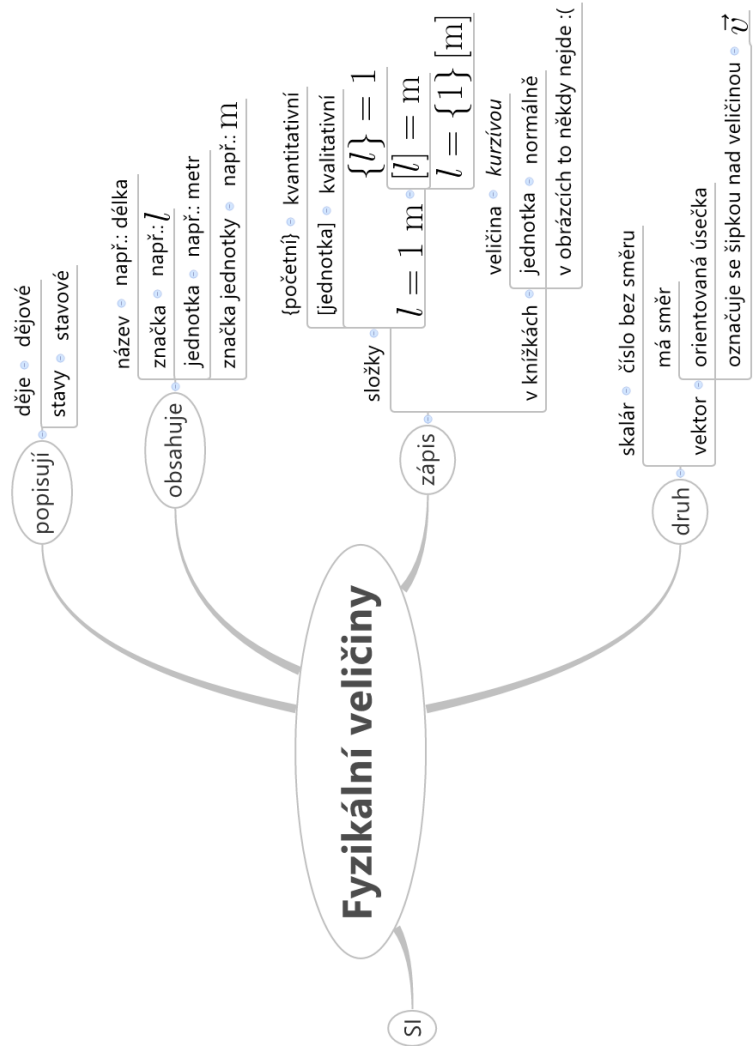 Fyzikální veličiny
popisují
děje dějové
stavy stavové
obsahuje
název např.: délka
značka např.: l
jednotka např.: metr
značka jednotky např.: m
zápis
složky
{početní} kvantitativní
[jednotka] kvalitativní
l = 1 m
{l} = 1
[l] = m
l = {1} [m]
v knížkách
veličina kurzívou
jednotka normálně
v obrázcích to někdy nejde :(
druh
skalár číslo bez směru
vektor
má směr
orientovaná úsečka
označuje se šipkou nad veličinou v⃗
SI